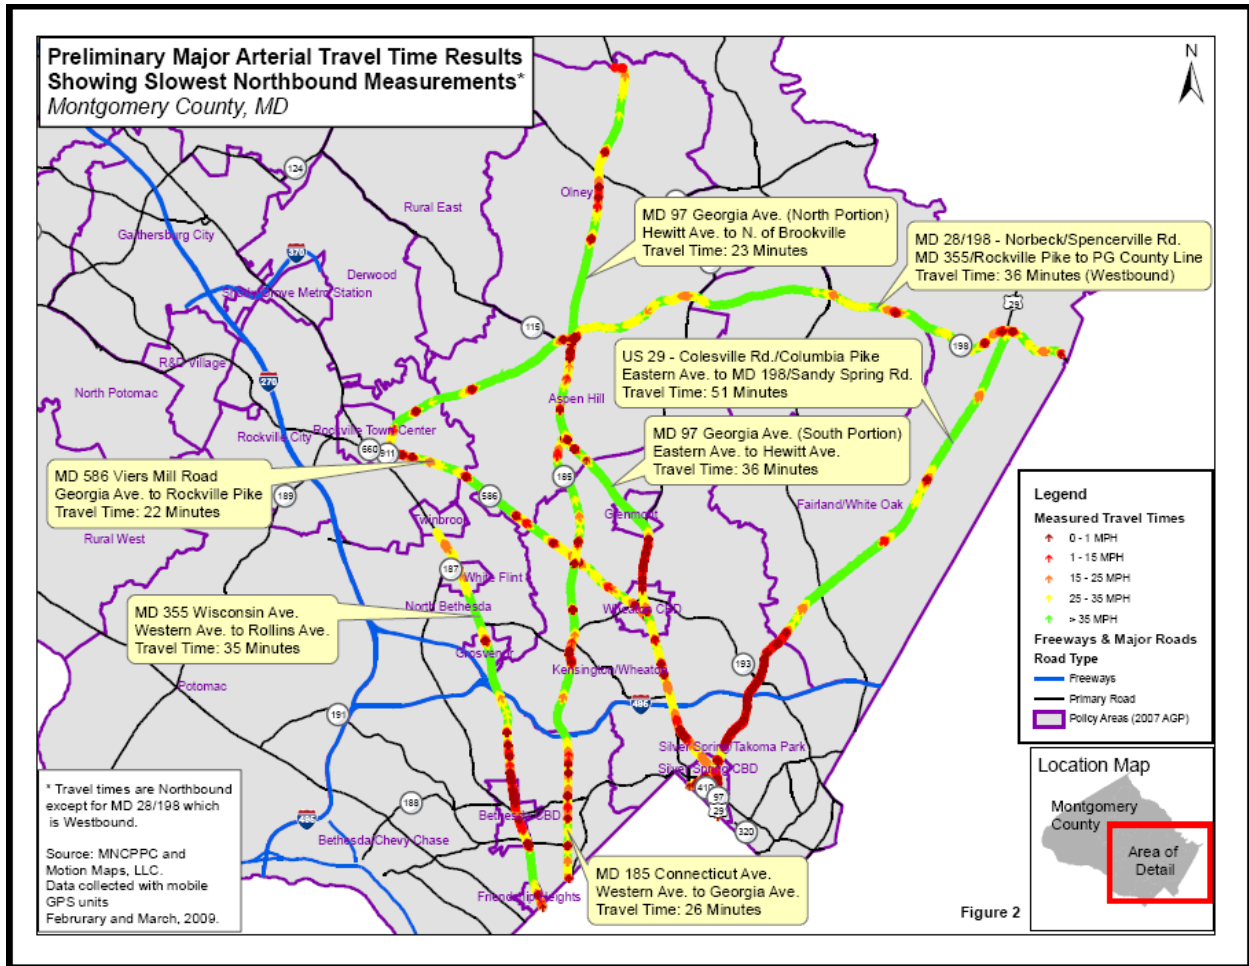 Preliminary Major Arterial Travel Time Results
Showing Slowest Northbound Measurements*
Montgomery County, MD
N
124
Gaithersburg City
370
Shady Grove Metro Station
Rural East
Derwood
Olney
MD 97 Georgia Ave. (North Portion)
Hewitt Ave. to N. of Brookville
Travel Time: 23 Minutes
MD 28/198 - Norbeck/Spencerville Rd.
MD 355/Rockville Pike to PG County Line
Travel Time: 36 Minutes (Westbound)
29
115
198
R&D Village
270
North Potomac
US 29 - Colesville Rd./Columbia Pike
Eastern Ave. to MD 198/Sandy Spring Rd.
Travel Time: 51 Minutes
Aspen Hill
Rockville City
Rockville Town Center
660
911
MD 97 Georgia Ave. (South Portion)
Eastern Ave. to Hewitt Ave.
Travel Time: 36 Minutes
MD 586 Viers Mill Road
Georgia Ave. to Rockville Pike
Travel Time: 22 Minutes
189
586
185
Twinbrook
Glenmont
Fairland/White Oak
Rural West
187
White Flint
North Bethesda
Wheaton CBD
MD 355 Wisconsin Ave.
Western Ave. to Rollins Ave.
Travel Time: 35 Minutes
Grosvenor
Kensington/Wheaton
193
Potomac
191
495
Silver Spring/Takoma Park
Silver Spring CBD
410
97
29
320
188
495
Bethesda CBD
Bethesda/Chevy Chase
Friendship Heights
MD 185 Connecticut Ave.
Western Ave. to Georgia Ave.
Travel Time: 26 Minutes
* Travel times are Northbound
except for MD 28/198 which
is Westbound.
Source: MNCPPC and
Motion Maps, LLC.
Data collected with mobile
GPS units
Februrary and March, 2009.
Legend
Measured Travel Times
0 - 1 MPH
1 - 15 MPH
15 - 25 MPH
25 - 35 MPH
> 35 MPH
Freeways & Major Roads
Road Type
Freeways
Primary Road
Policy Areas (2007 AGP)
Location Map
Montgomery
County
Area of
Detail
Figure 2